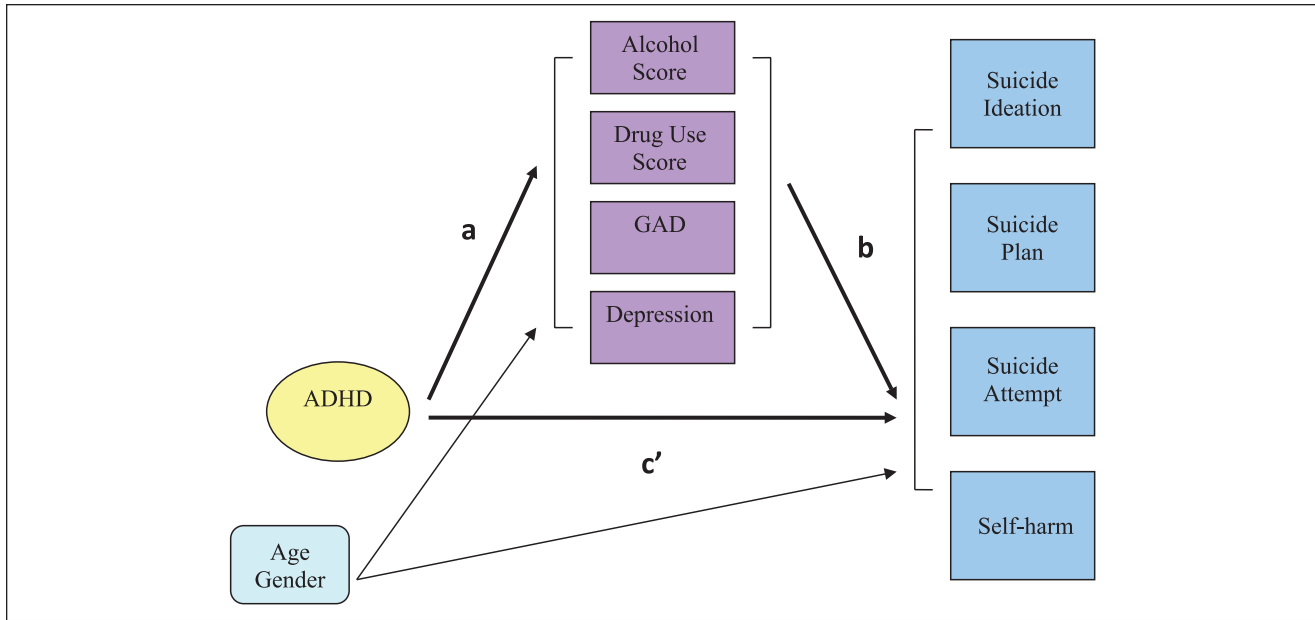 Alcohol
Score
Drug Use
Score
GAD
Depression
a
b
c’
ADHD
Age
Gender
Suicide
Ideation
Suicide
Plan
Suicide
Attempt
Self-harm